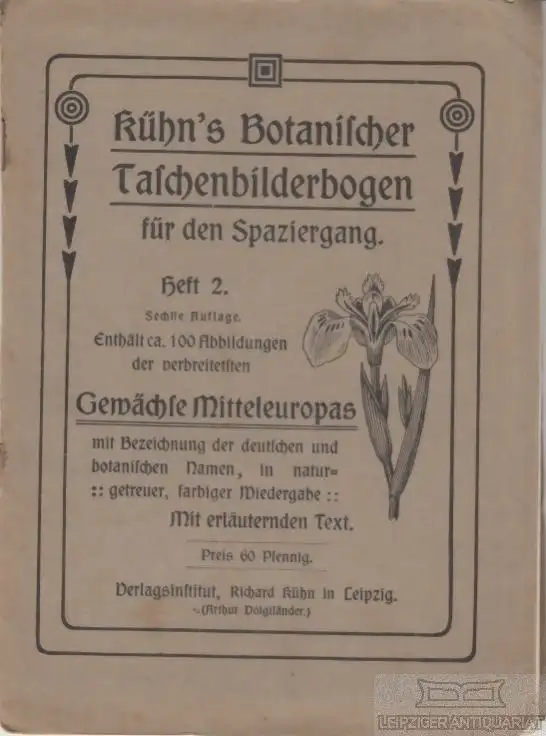 Kühn's Botaniſcher
Taſchenbilderbogen
für den Spaziergang.
Heft 2.
Sechſte Auflage.
Enthält ca. 100 Abbildungen
der verbreitetſten
Gewächſe Mitteleuropas
mit Bezeichnung der deutſchen und
botaniſchen Namen, in natur=
:: getreuer, farbiger Wiedergabe ::
Mit erläuternden Text.
Preis 60 Pfennig.
Verlagsinſtitut, Richard Kühn in Leipzig.
(Arthur Voigtländer.)
LEIPZIGER ANTIQUARIAT